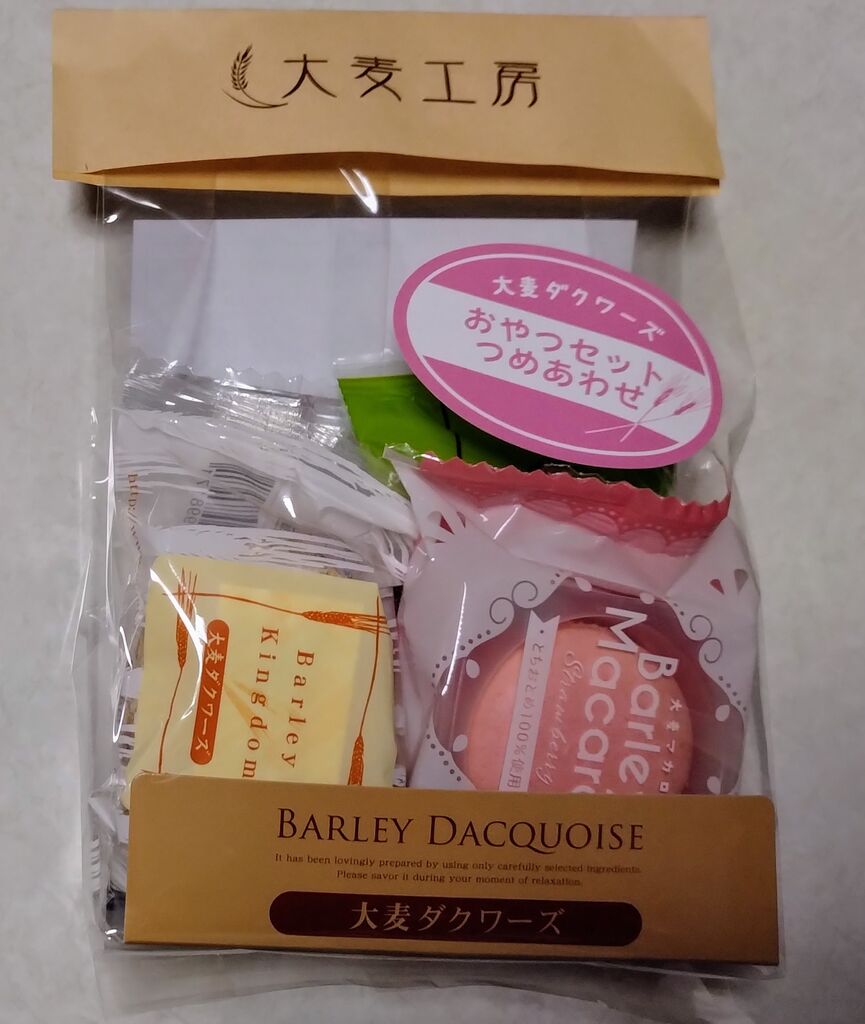 大麦工房
大麦ダクワーズ
おやつセット
つめあわせ
Barley
Kingdom
大麦ダクワーズ
大麦マカロ
Barle
Macaro
Strawberry
とちおとめ100%使用
BARLEY DACQUOISE
It has been lovingly prepared by using only carefully selected ingredients.
Please savor it during your moment of relaxation.
大麦ダクワーズ